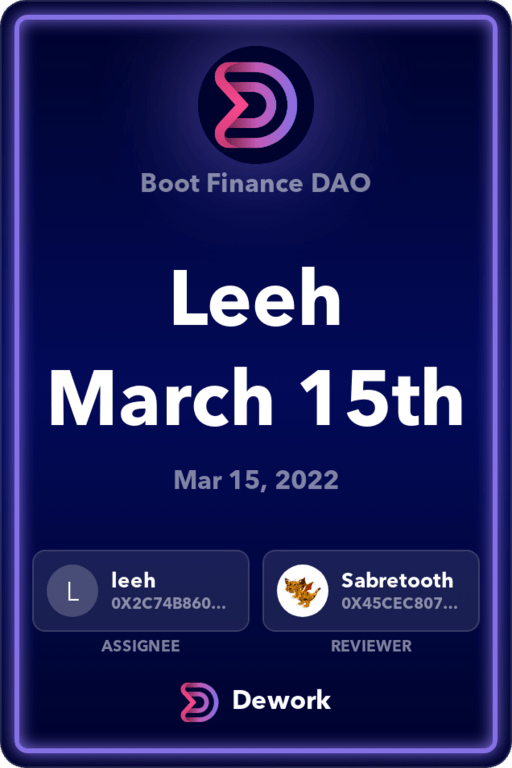 Boot Finance DAO
Leeh
March 15th
Mar 15, 2022
L
leeh
0X2C74B860...
ASSIGNEE
Sabretooth
0X45CEC807...
REVIEWER
Dework